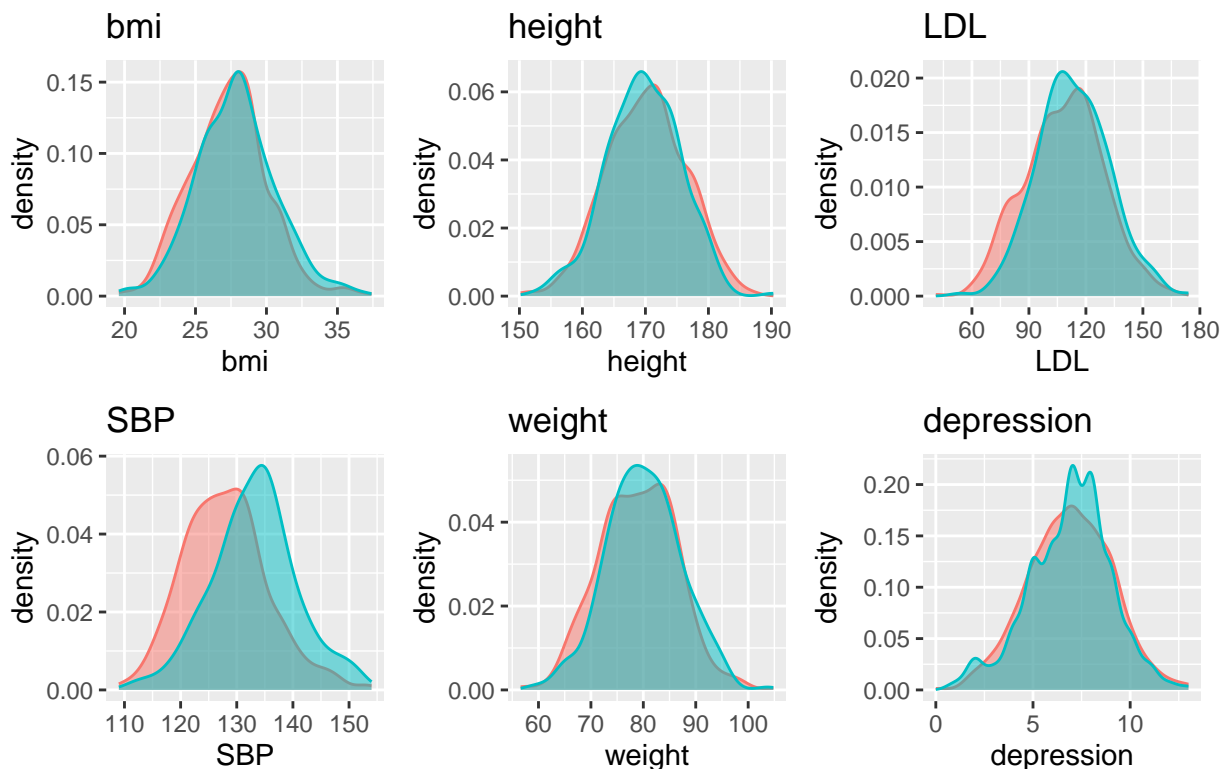 bmi
density
0.15
0.10
0.05
0.00
20 25 30 35
bmi
height
density
0.06
0.04
0.02
0.00
150 160 170 180 190
height
LDL
density
0.020
0.015
0.010
0.005
0.000
60 90 120 150 180
LDL
SBP
density
0.06
0.04
0.02
0.00
110 120 130 140 150
SBP
weight
density
0.04
0.02
0.00
60 70 80 90 100
weight
depression
density
0.20
0.15
0.10
0.05
0.00
0 5 10
depression